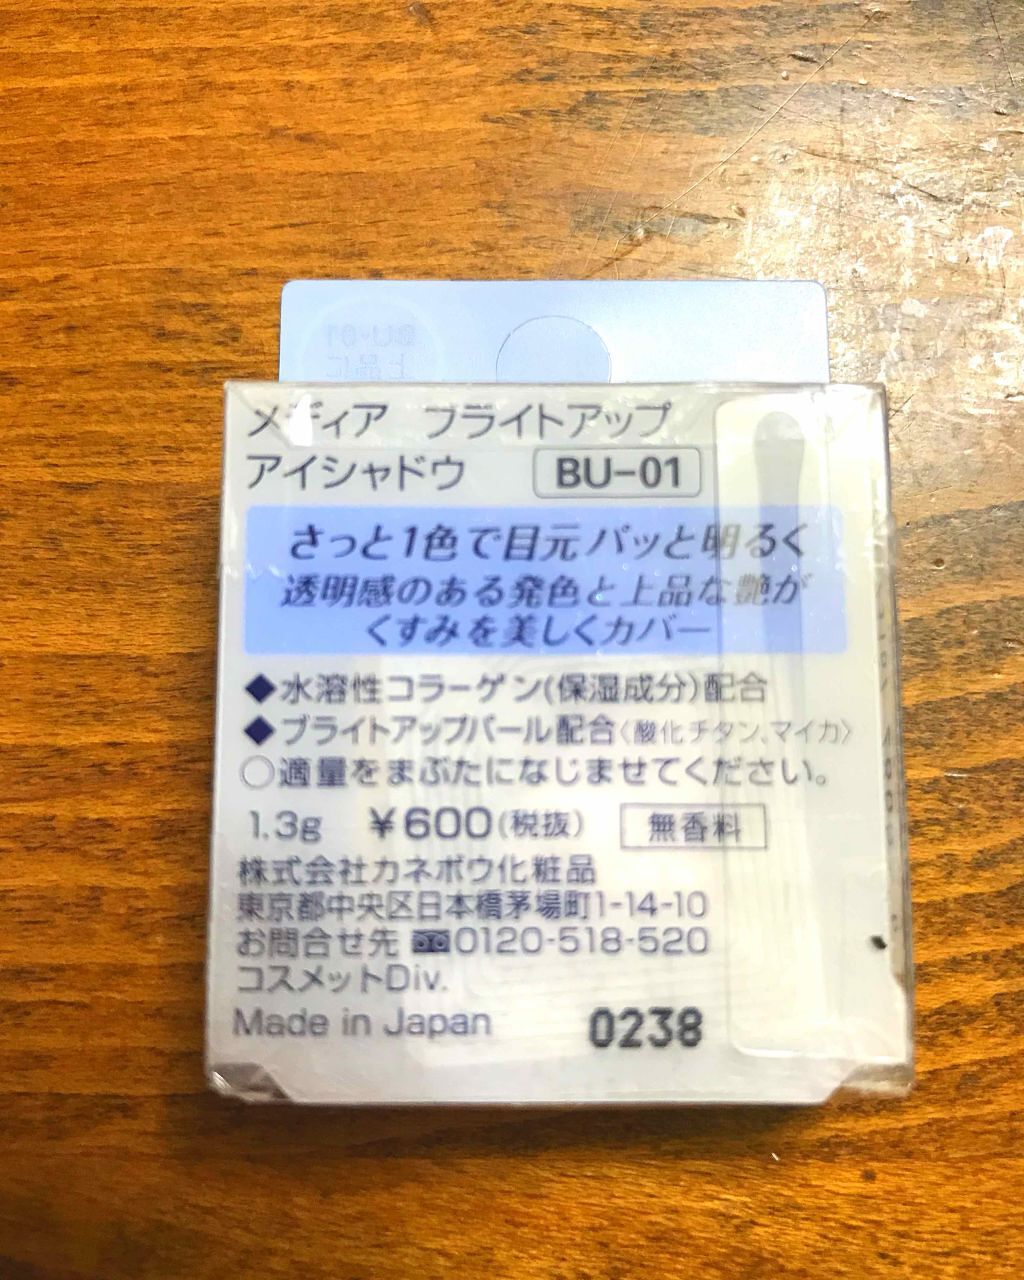 メディア ブライトアップ
アイシャドウ BU-01
さっと1色で目元パッと明るく
透明感のある発色と上品な艶が
くすみを美しくカバー
◆水溶性コラーゲン(保湿成分)配合
◆ブライトアップパール配合〈酸化チタン、マイカ〉
○適量をまぶたになじませてください。
1.3g ¥600(税抜) 無香料
株式会社カネボウ化粧品
東京都中央区日本橋茅場町1-14-10
お問合せ先 0120-518-520
コスメットDiv.
Made in Japan 0238